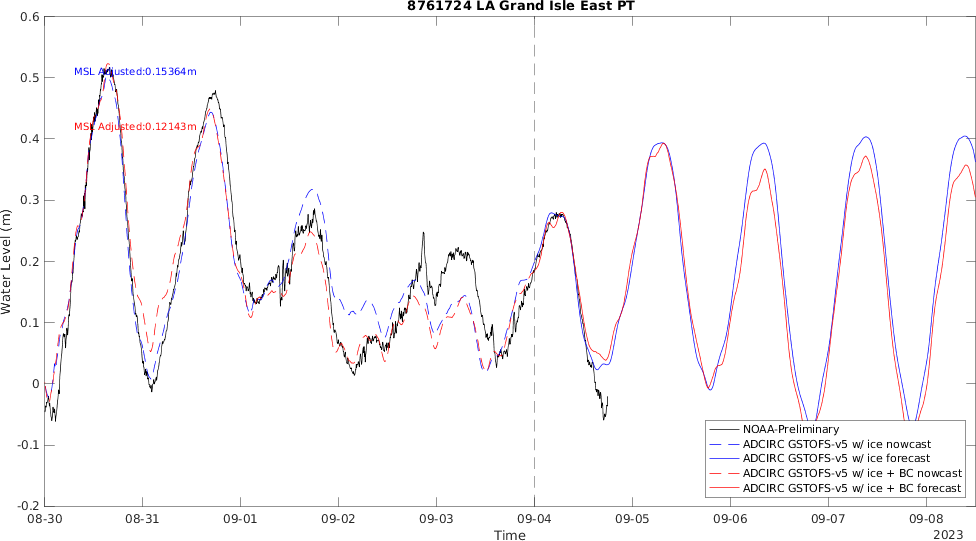 8761724 LA Grand Isle East PT
0.6
0.5
0.4
0.3
0.2
0.1
0
-0.1
-0.2
Water Level (m)
MSL Adjusted:0.15364m
MSL Adjusted:0.12143m
NOAA-Preliminary
ADCIRC GSTOFS-v5 w/ ice nowcast
ADCIRC GSTOFS-v5 w/ ice forecast
ADCIRC GSTOFS-v5 w/ ice + BC nowcast
ADCIRC GSTOFS-v5 w/ ice + BC forecast
08-30 08-31 09-01 09-02 09-03 09-04 09-05 09-06 09-07 09-08
Time
2023